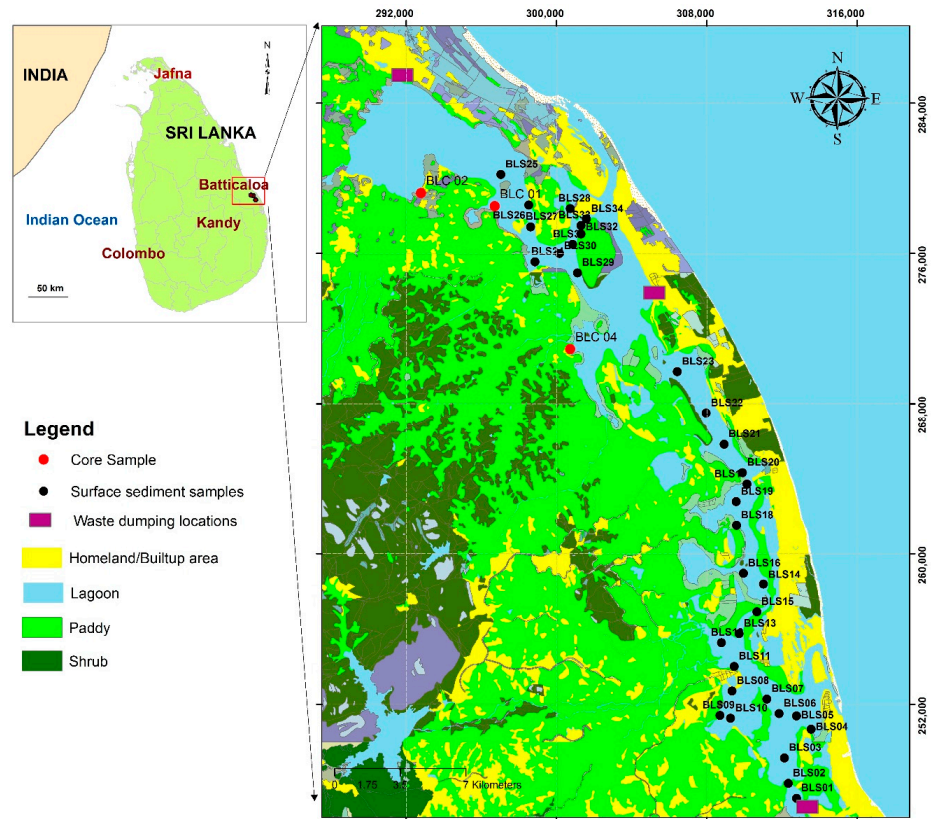 292,000
300,000
308,000
316,000
INDIA
N
Jafna
SRI LANKA
Batticaloa
Indian Ocean
Kandy
Colombo
50 km
N
W
E
S
284,000
276,000
268,000
260,000
252,000
BLS25
BLC 02
BLC 01
BLS28
BLS26
BLS27
BLS33
BLS34
BLS32
BLS30
BLS29
BLC 04
BLS23
BLS22
BLS21
BLS20
BLS19
BLS18
BLS16
BLS14
BLS15
BLS13
BLS11
BLS08
BLS07
BLS09
BLS10
BLS06
BLS05
BLS04
BLS03
BLS02
BLS01
0
1.75
7 Kilometers
Legend
Core Sample
Surface sediment samples
Waste dumping locations
Homeland/Builtup area
Lagoon
Paddy
Shrub